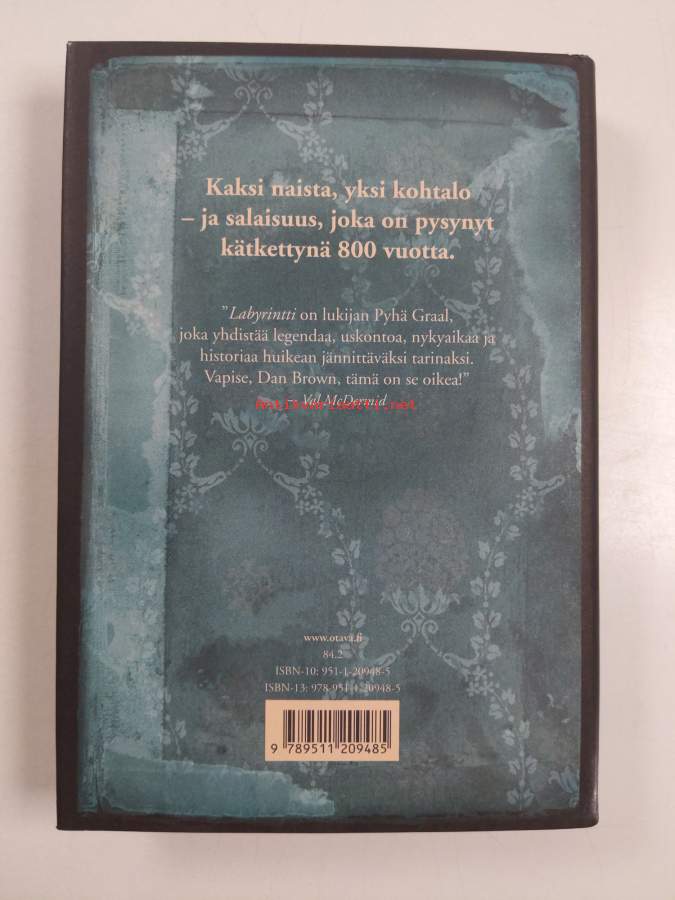 Kaksi naista, yksi kohtalo
– ja salaisuus, joka on pysynyt
kätkettynä 800 vuotta.
”Labyrintti on lukijan Pyhä Graal,
joka yhdistää legendaa, uskontoa, nykyaikaa ja
historiaa huikean jännittäväksi tarinaksi.
Vapise, Dan Brown, tämä on se oikea!”
– Val McDermid
Antikvariaatti.net
www.otava.fi
84.2
ISBN-10: 951-1-20948-5
ISBN-13: 978-951-1-20948-5
9 789511 209485